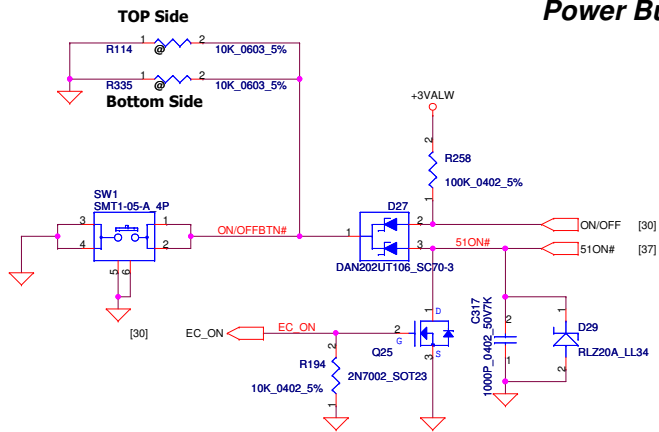 Power Bu
TOP Side
R114 1 @ 2 10K_0603_5%
R335 1 @ 2 10K_0603_5%
Bottom Side
+3VALW
2
R258
100K_0402_5%
1
SW1
SMT1-05-A_4P
3 1
4 2
5 6
ON/OFFBTN#
D27
1 2 3
DAN202UT106_SC70-3
ON/OFF [30]
51ON#
51ON# [37]
[30] EC_ON
EC_ON
2 G
1 D
3 S
Q25
2N7002_SOT23
2
R194
10K_0402_5%
1
C317
1000P_0402_50V7K
2
1
1
D29
RLZ20A_LL34
2